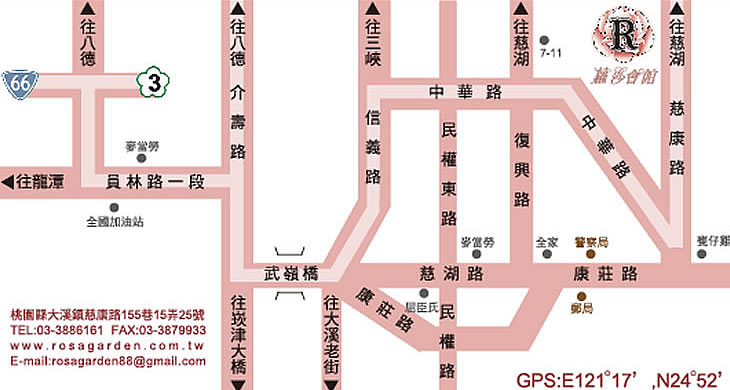 往八德
往八德
往三峽
往慈湖
往慈湖
7-11
R
蘿莎會館
66
3
介壽路
信義路
中華路
中華路
慈康路
民權東路
復興路
麥當勞
往龍潭
員林路一段
全國加油站
武嶺橋
麥當勞
全家
警察局
甕仔雞
慈湖路
康莊路
康莊路
屈臣氏
民權路
郵局
往崁津大橋
往大溪老街
桃園縣大溪鎮慈康路155巷15弄25號
TEL:03-3886161 FAX:03-3879933
www.rosagarden.com.tw
E-mail:rosagarden88@gmail.com
GPS:E121°17’,N24°52’